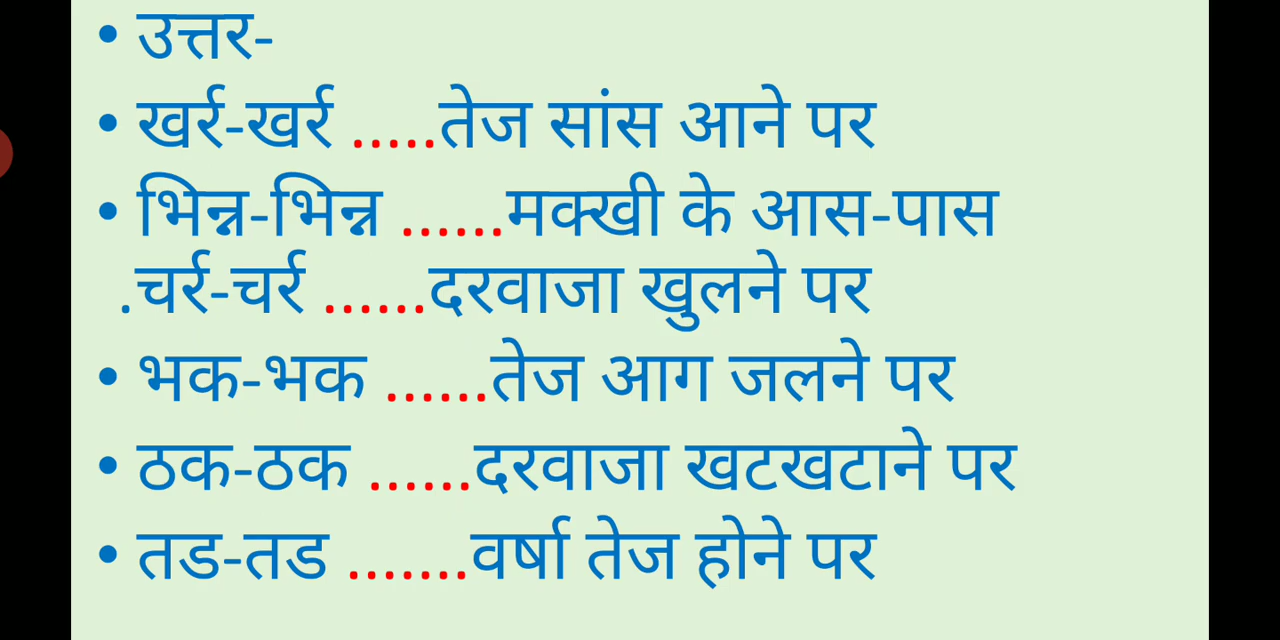 • उत्तर-
• खर्र-खर्र .....तेज सांस आने पर
• भिन्न-भिन्न ......मक्खी के आस-पास
.चर्र-चर्र ......दरवाजा खुलने पर
• भक-भक ......तेज आग जलने पर
• ठक-ठक ......दरवाजा खटखटाने पर
• तड-तड .......वर्षा तेज होने पर